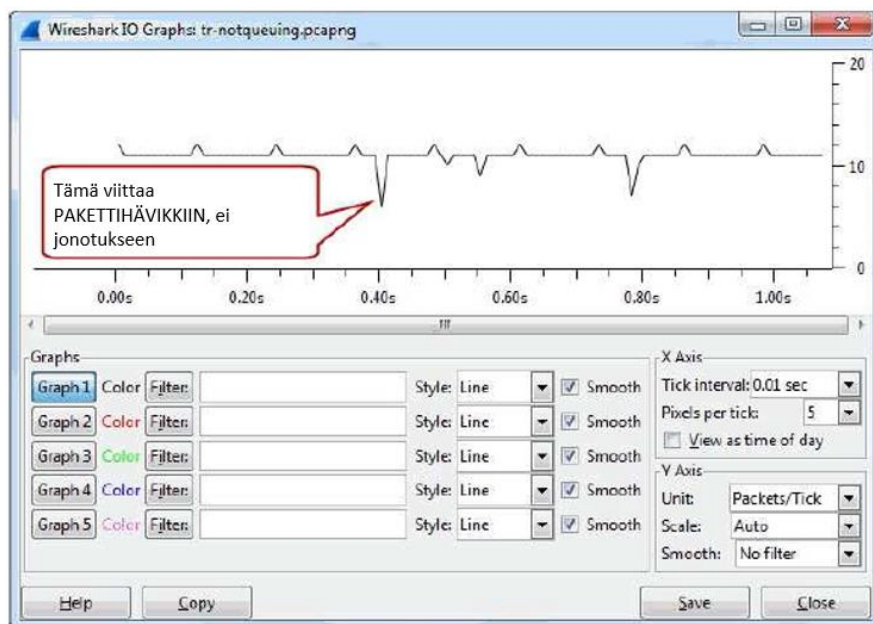 Wireshark IO Graphs: tr-notqueuing.pcapng
20
10
0
Tämä viittaa
PAKETTIHÄVIKKIIN, ei
jonotukseen
0.00s 0.20s 0.40s 0.60s 0.80s 1.00s
Graphs
Graph 1 Color Filter: Style: Line Smooth
Graph 2 Color Filter: Style: Line Smooth
Graph 3 Color Filter: Style: Line Smooth
Graph 4 Color Filter: Style: Line Smooth
Graph 5 Color Filter: Style: Line Smooth
X Axis
Tick interval: 0.01 sec
Pixels per tick: 5
View as time of day
Y Axis
Unit: Packets/Tick
Scale: Auto
Smooth: No filter
Help Copy Save Close